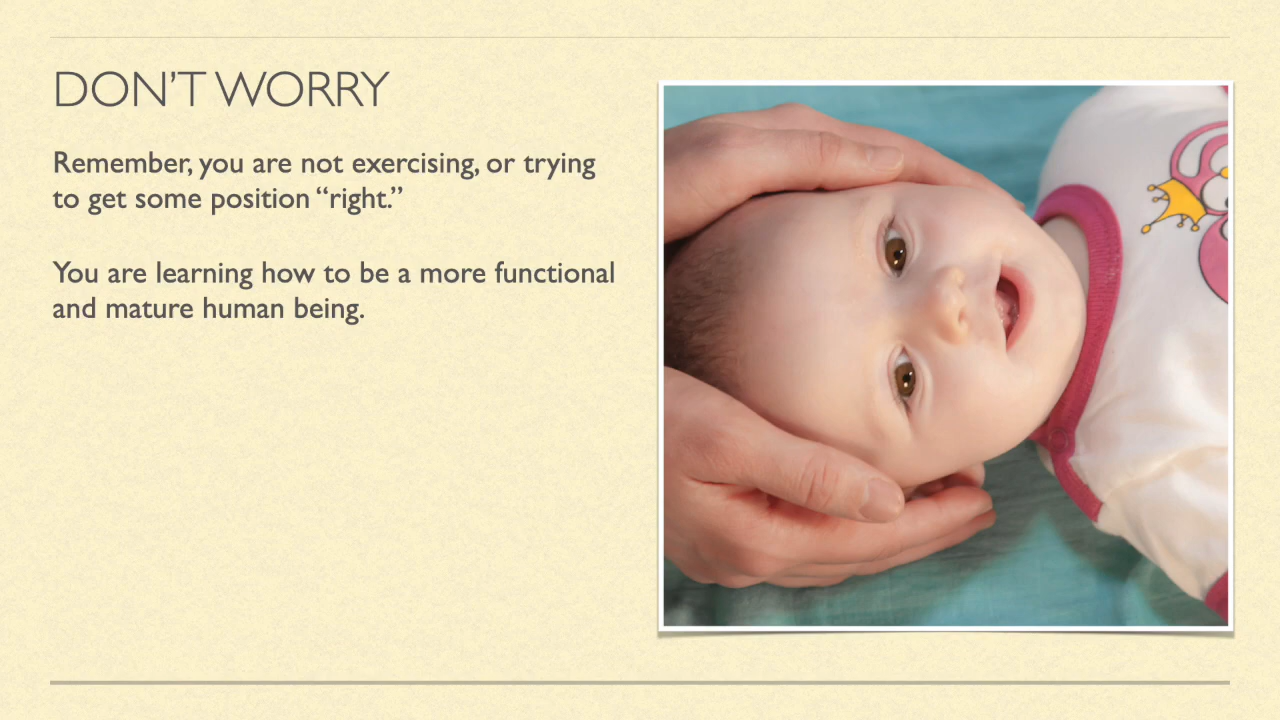 DON’T WORRY
Remember, you are not exercising, or trying
to get some position “right.”
You are learning how to be a more functional
and mature human being.